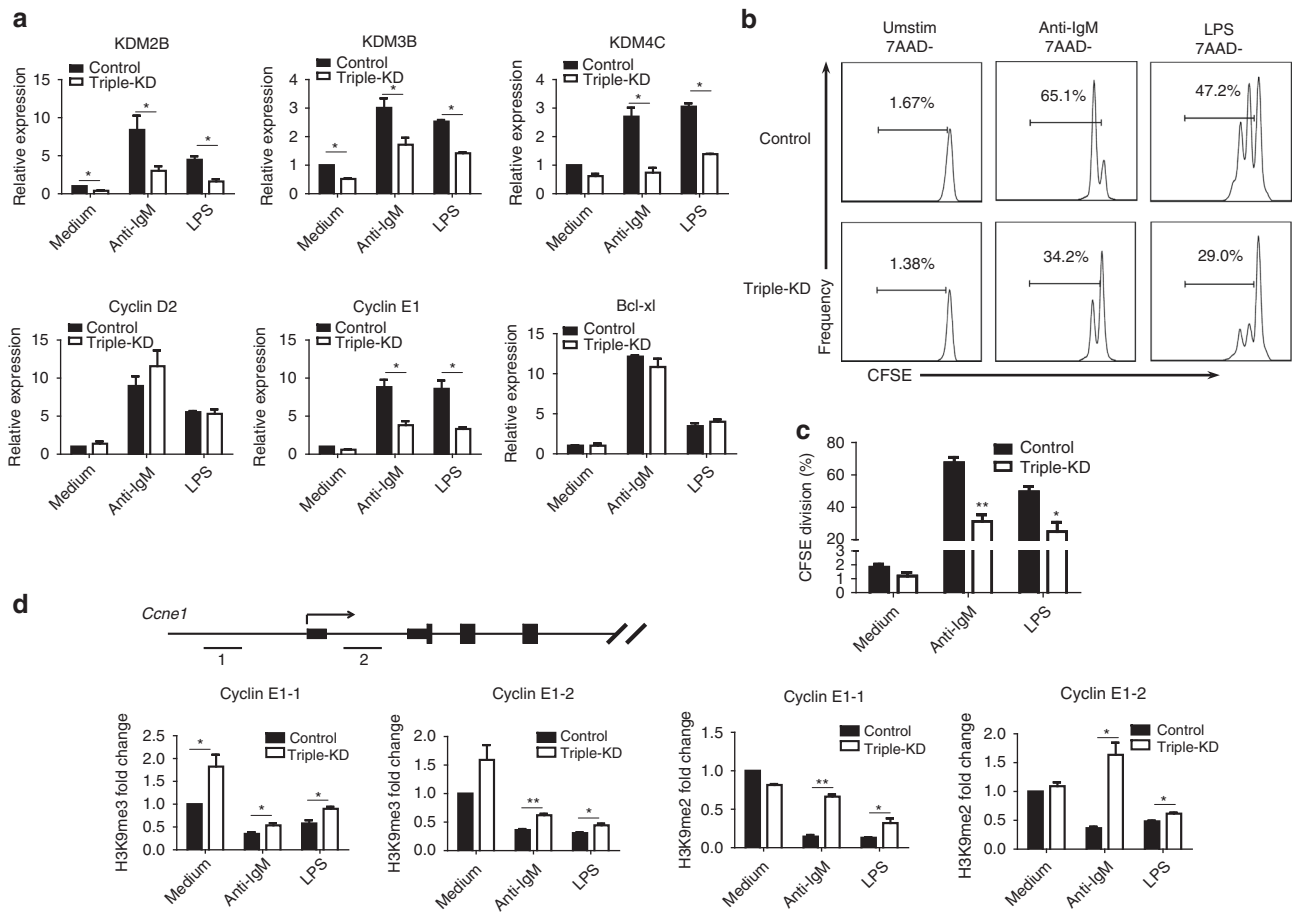 a
KDM2B
Control
Triple-KD
Relative expression
15
10
5
0
*
*
*
Medium
Anti-IgM
LPS
KDM3B
Control
Triple-KD
Relative expression
4
3
2
1
0
*
*
*
Medium
Anti-IgM
LPS
KDM4C
Control
Triple-KD
Relative expression
4
3
2
1
0
*
*
Medium
Anti-IgM
LPS
Cyclin D2
Control
Triple-KD
Relative expression
15
10
5
0
Medium
Anti-IgM
LPS
Cyclin E1
Control
Triple-KD
Relative expression
15
10
5
0
*
*
Medium
Anti-IgM
LPS
Bcl-xl
Control
Triple-KD
Relative expression
15
10
5
0
Medium
Anti-IgM
LPS
b
Umstim
7AAD-
Anti-IgM
7AAD-
LPS
7AAD-
Control
1.67%
65.1%
47.2%
Triple-KD
1.38%
34.2%
29.0%
Frequency
CFSE
c
CFSE division (%)
80
60
40
20
3
2
1
0
Control
Triple-KD
**
*
Medium
Anti-IgM
LPS
d
Ccne1
1
2
Cyclin E1-1
H3K9me3 fold change
2.5
2.0
1.5
1.0
0.5
0.0
Control
Triple-KD
*
*
*
Medium
Anti-IgM
LPS
Cyclin E1-2
H3K9me3 fold change
2.0
1.5
1.0
0.5
0.0
Control
Triple-KD
**
*
Medium
Anti-IgM
LPS
Cyclin E1-1
H3K9me2 fold change
1.5
1.0
0.5
0.0
Control
Triple-KD
**
*
Medium
Anti-IgM
LPS
Cyclin E1-2
H3K9me2 fold change
2.0
1.5
1.0
0.5
0.0
Control
Triple-KD
*
*
Medium
Anti-IgM
LPS